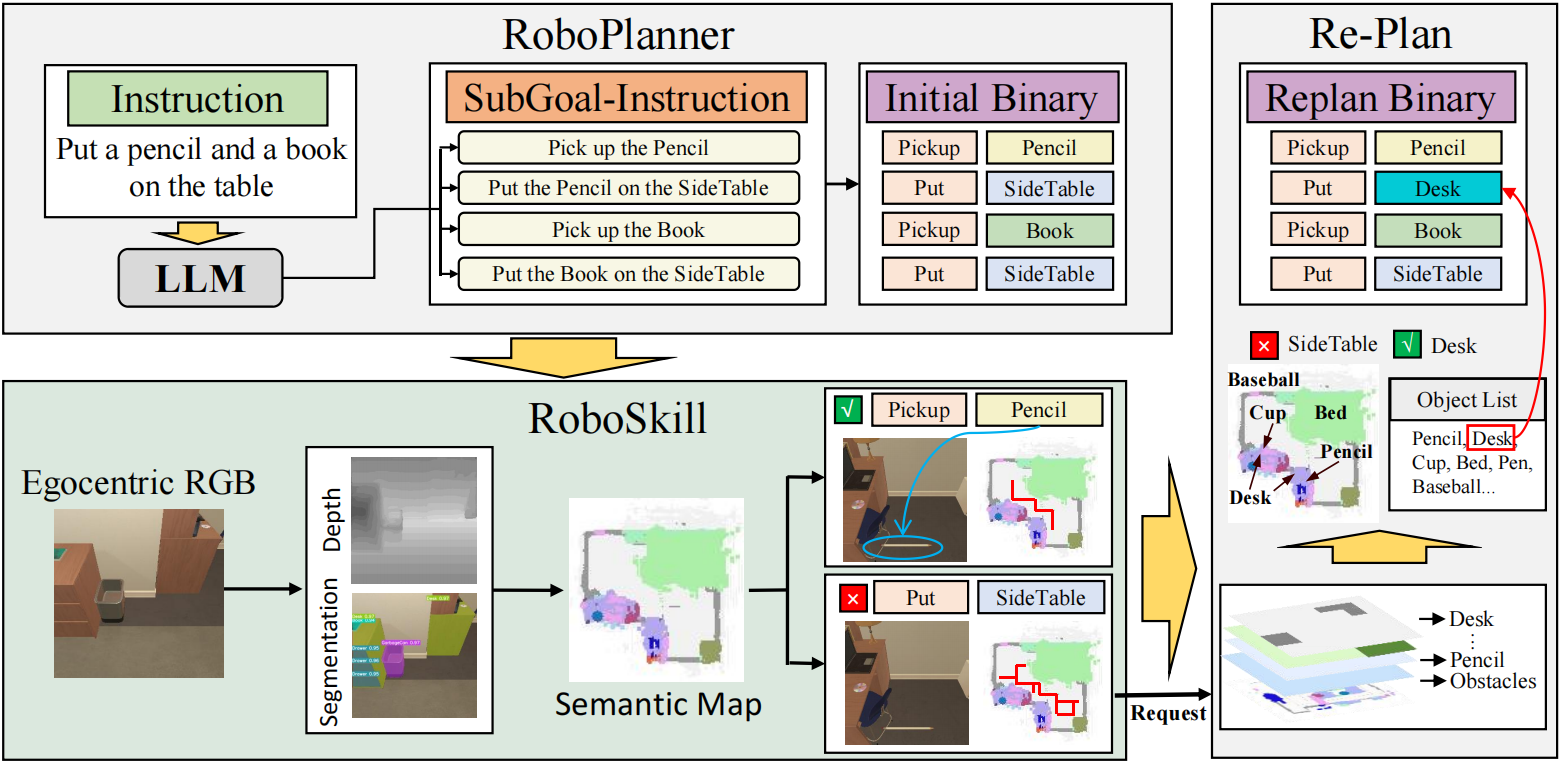 RoboPlanner
Instruction
Put a pencil and a book
on the table
LLM
SubGoal-Instruction
Pick up the Pencil
Put the Pencil on the SideTable
Pick up the Book
Put the Book on the SideTable
Initial Binary
Pickup Pencil
Put SideTable
Pickup Book
Put SideTable
RoboSkill
Egocentric RGB
Depth
Segmentation
Semantic Map
√ Pickup Pencil
× Put SideTable
Request
Re-Plan
Replan Binary
Pickup Pencil
Put Desk
Pickup Book
Put SideTable
× SideTable √ Desk
Baseball
Cup Bed
Pencil
Desk
Object List
Pencil, Desk,
Cup, Bed, Pen,
Baseball...
Desk
⋮
Pencil
Obstacles